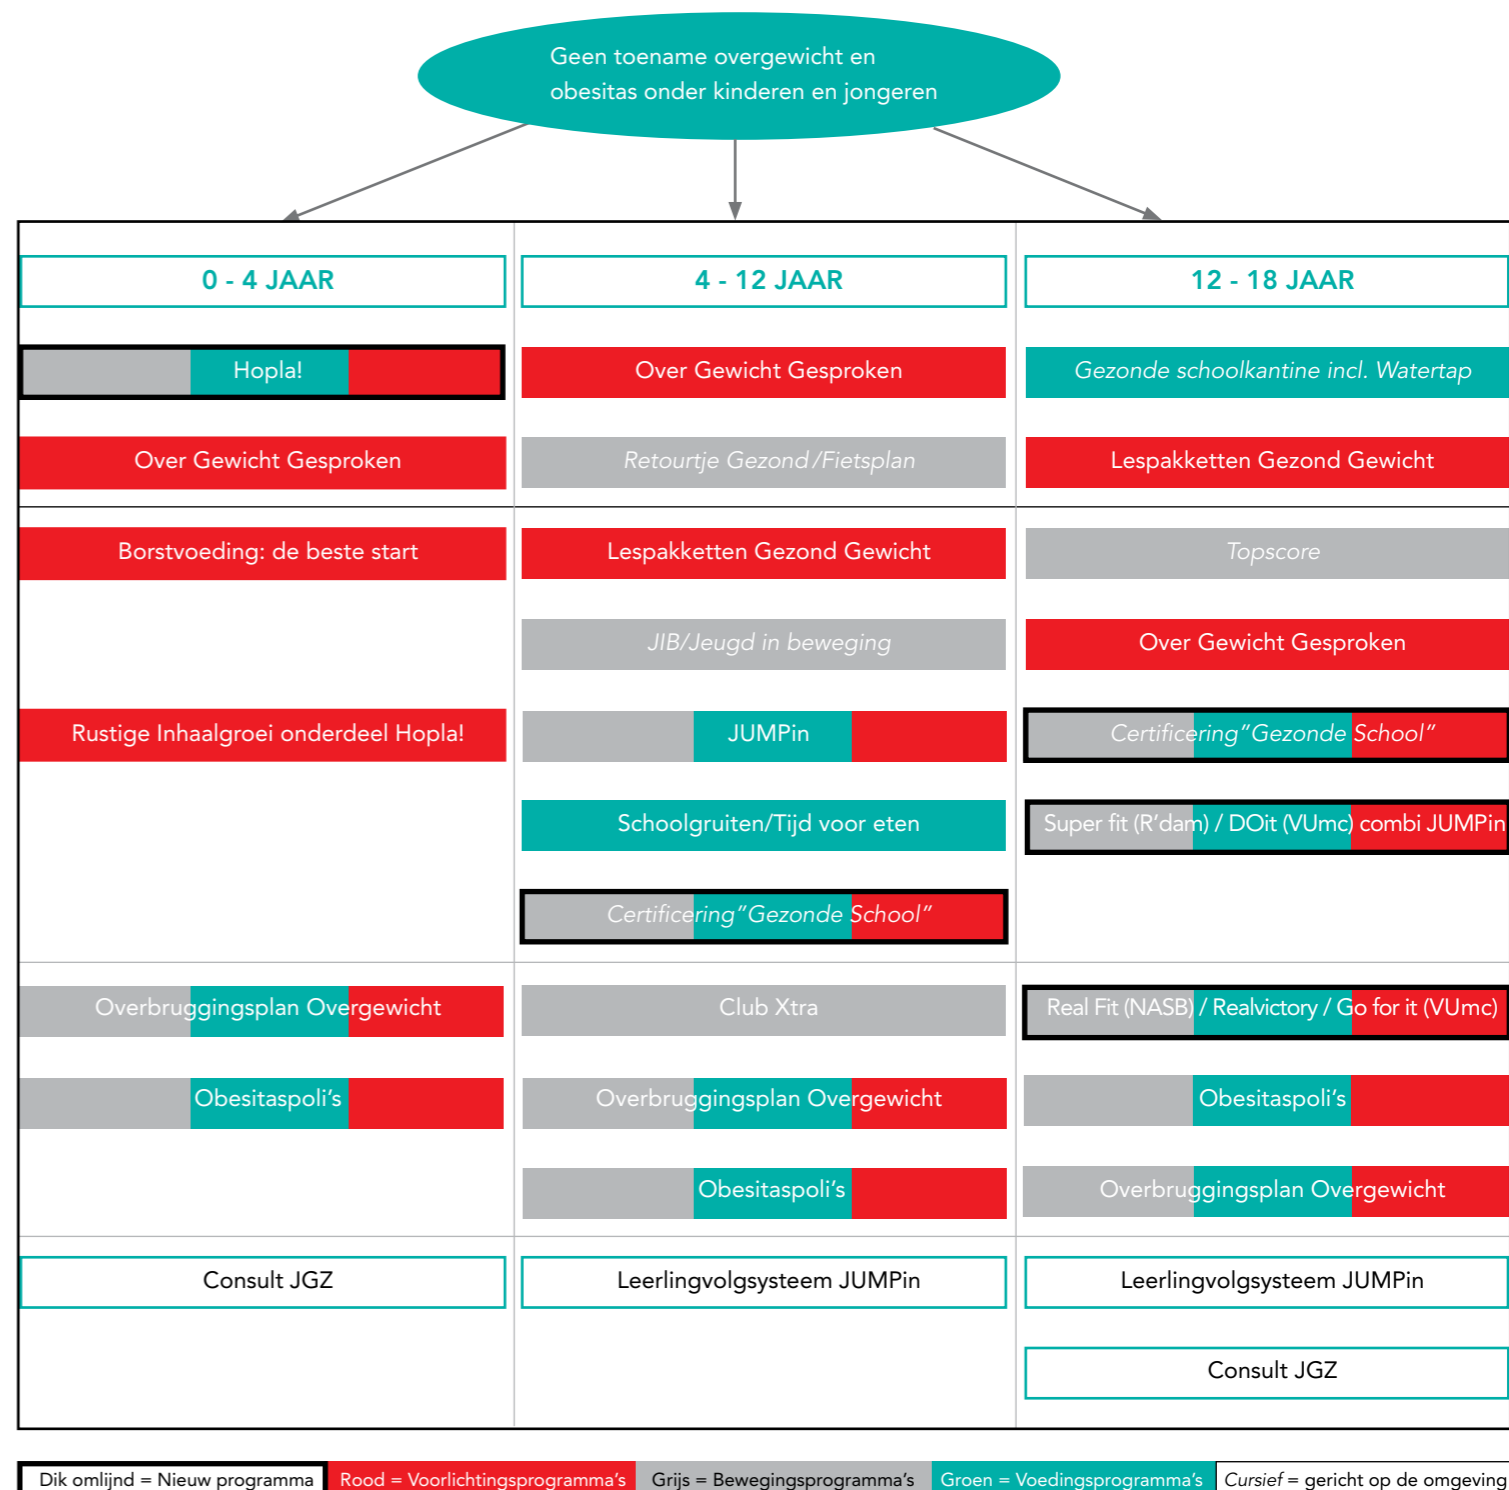 Geen toename overgewicht en
obesitas onder kinderen en jongeren
0 - 4 JAAR
4 - 12 JAAR
12 - 18 JAAR
Hopla!
Over Gewicht Gesproken
Gezonde schoolkantine incl. Watertap
Over Gewicht Gesproken
Retourtje Gezond/Fietsplan
Lespakketten Gezond Gewicht
Borstvoeding: de beste start
Lespakketten Gezond Gewicht
Topscore
JIB/Jeugd in beweging
Over Gewicht Gesproken
Rustige Inhaalgroei onderdeel Hopla!
JUMPin
Certificering"Gezonde School"
Schoolgruiten/Tijd voor eten
Super fit (R'dam) / DOit (VUmc) combi JUMPin
Certificering"Gezonde School"
Overbruggingsplan Overgewicht
Club Xtra
Real Fit (NASB) / Realvictory / Go for it (VUmc)
Obesitaspoli's
Overbruggingsplan Overgewicht
Obesitaspoli's
Obesitaspoli's
Overbruggingsplan Overgewicht
Consult JGZ
Leerlingvolgsysteem JUMPin
Leerlingvolgsysteem JUMPin
Consult JGZ
Dik omlijnd = Nieuw programma
Rood = Voorlichtingsprogramma's
Grijs = Bewegingsprogramma's
Groen = Voedingsprogramma's
Cursief = gericht op de omgeving